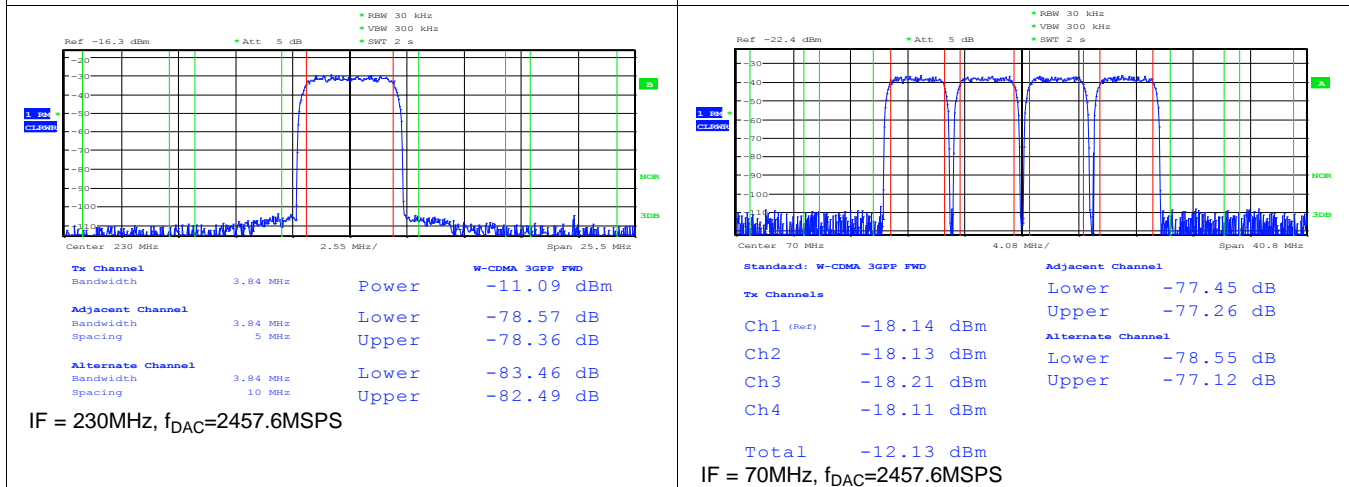 * RBW 30 kHz
* VBW 300 kHz
Ref -16.3 dBm
* Att 5 dB
* SWT 2 s
-20
-30
-40
-50
-60
-70
-80
-90
-100
-110
1 RM *
CLRWR
B
NOR
3DB
Center 230 MHz
2.55 MHz/
Span 25.5 MHz
Tx Channel
W-CDMA 3GPP FWD
Bandwidth 3.84 MHz
Power -11.09 dBm
Adjacent Channel
Bandwidth 3.84 MHz
Lower -78.57 dB
Spacing 5 MHz
Upper -78.36 dB
Alternate Channel
Bandwidth 3.84 MHz
Lower -83.46 dB
Spacing 10 MHz
Upper -82.49 dB
IF = 230MHz, fDAC=2457.6MSPS
* RBW 30 kHz
* VBW 300 kHz
Ref -22.4 dBm
* Att 5 dB
* SWT 2 s
-30
-40
-50
-60
-70
-80
-90
-100
-110
1 RM *
CLRWR
A
NOR
3DB
Center 70 MHz
4.08 MHz/
Span 40.8 MHz
Standard: W-CDMA 3GPP FWD
Adjacent Channel
Lower -77.45 dB
Tx Channels
Upper -77.26 dB
Ch1 (Ref) -18.14 dBm
Alternate Channel
Ch2 -18.13 dBm
Lower -78.55 dB
Ch3 -18.21 dBm
Upper -77.12 dB
Ch4 -18.11 dBm
Total -12.13 dBm
IF = 70MHz, fDAC=2457.6MSPS